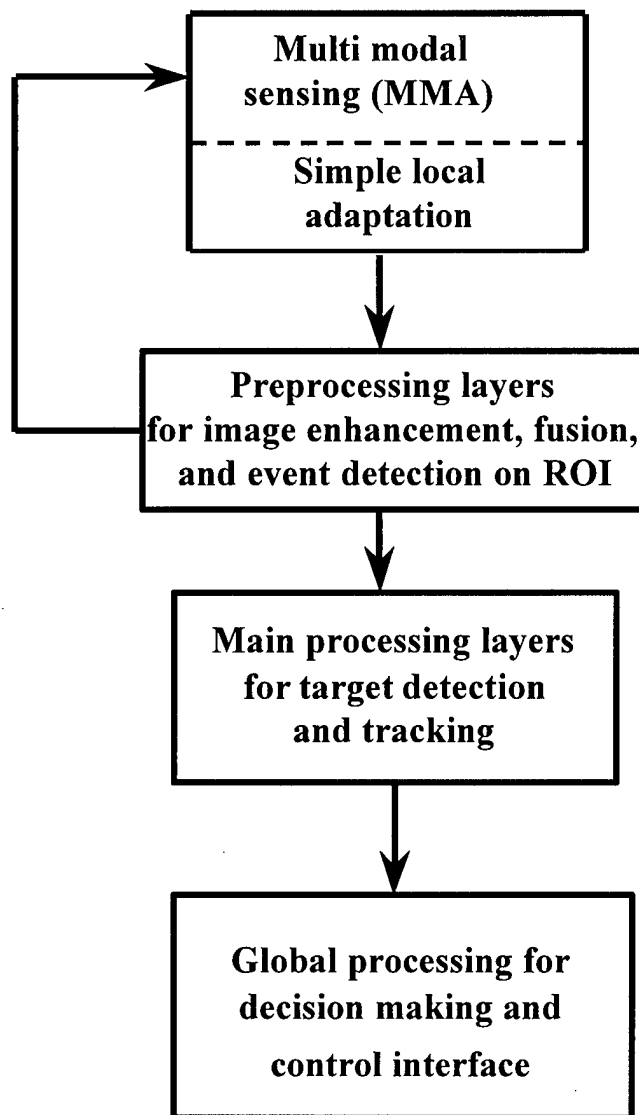 Multi modal
sensing (MMA)
Simple local
adaptation
Preprocessing layers
for image enhancement, fusion,
and event detection on ROI
Main processing layers
for target detection
and tracking
Global processing for
decision making and
control interface